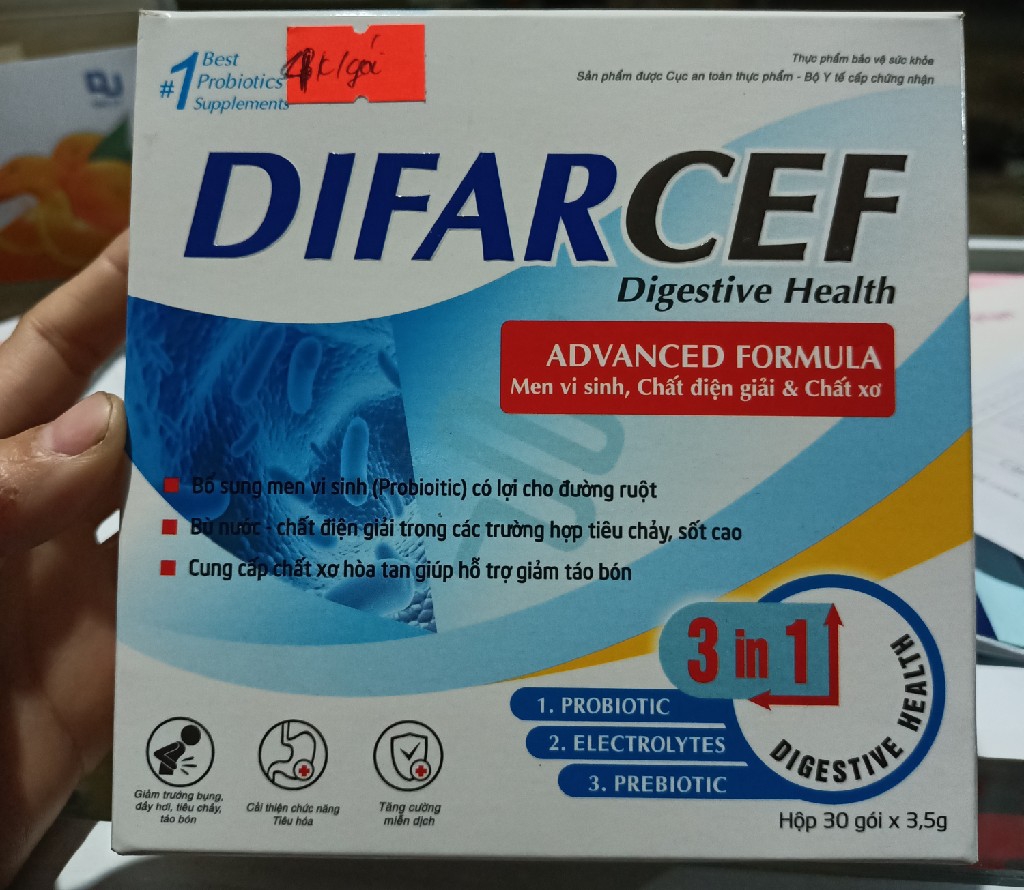 #1 Best
Probiotics
Supplements
4k/gói
Thực phẩm bảo vệ sức khỏe
Sản phẩm được Cục an toàn thực phẩm - Bộ Y tế cấp chứng nhận
DIFARCEF
Digestive Health
ADVANCED FORMULA
Men vi sinh, Chất điện giải & Chất xơ
Bổ sung men vi sinh (Probioitic) có lợi cho đường ruột
Bù nước - chất điện giải trong các trường hợp tiêu chảy, sốt cao
Cung cấp chất xơ hòa tan giúp hỗ trợ giảm táo bón
3 in 1
DIGESTIVE HEALTH
1. PROBIOTIC
2. ELECTROLYTES
3. PREBIOTIC
Giảm trướng bụng,
đầy hơi, tiêu chảy,
táo bón
Cải thiện chức năng
Tiêu hóa
Tăng cường
miễn dịch
Hộp 30 gói x 3,5g